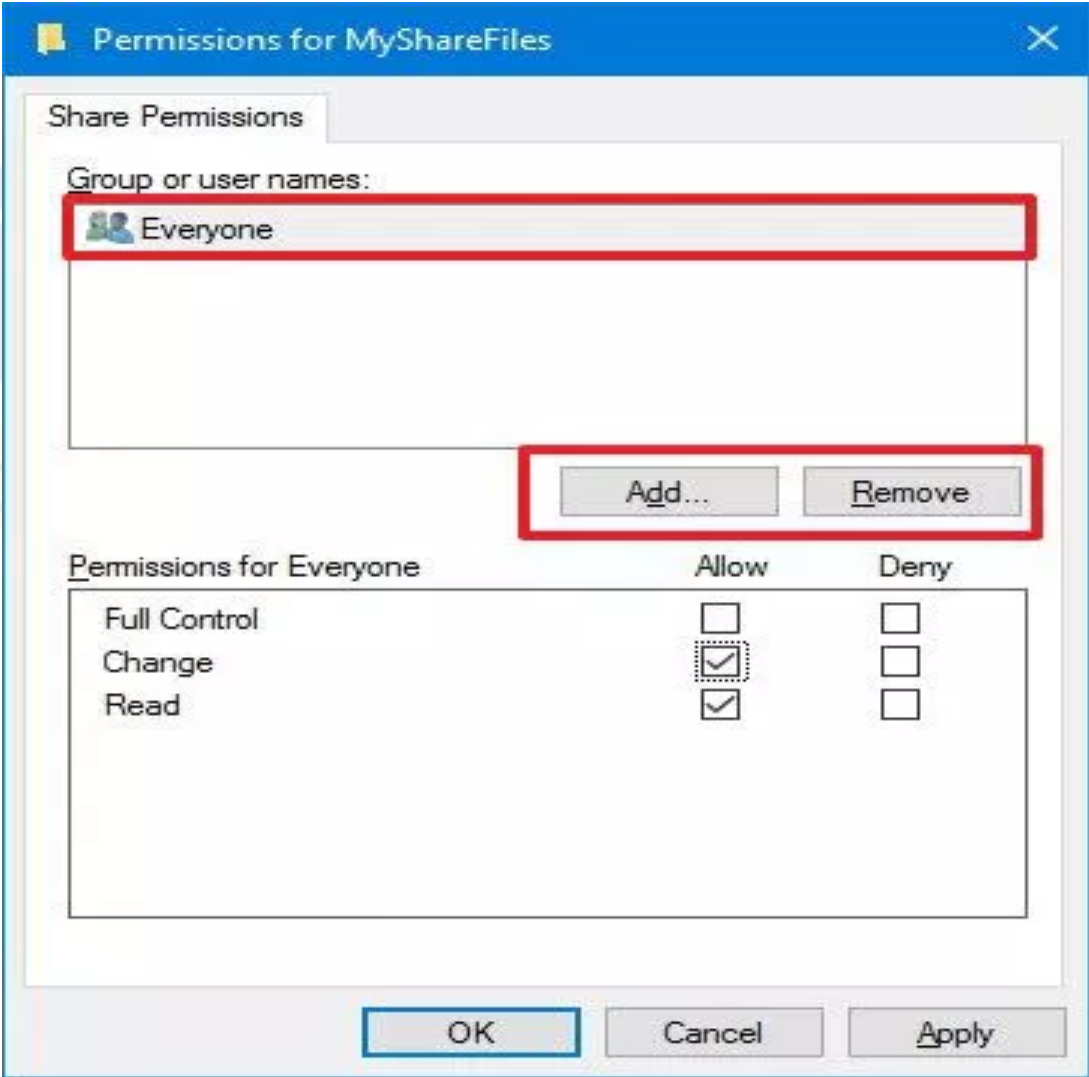 Permissions for MyShareFiles
Share Permissions
Group or user names:
Everyone
Add... Remove
Permissions for Everyone Allow Deny
Full Control
Change
Read
OK Cancel Apply